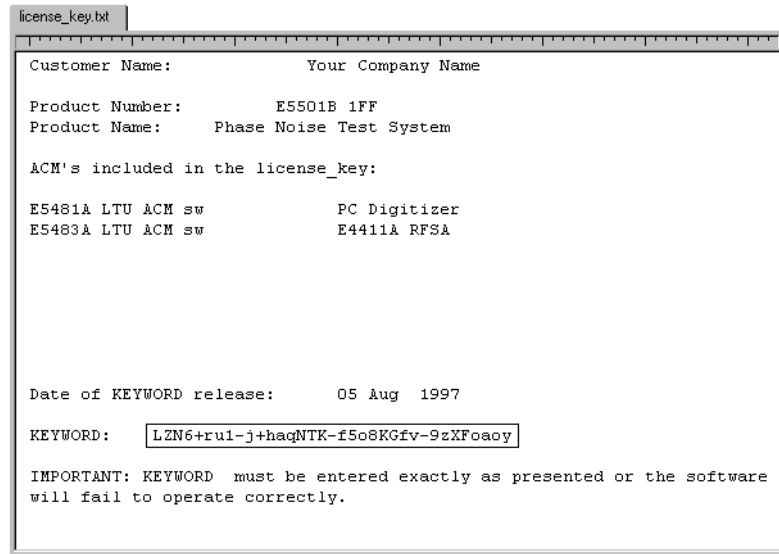 license_key.txt
Customer Name: Your Company Name
Product Number: E5501B 1FF
Product Name: Phase Noise Test System
ACM's included in the license_key:
E5481A LTU ACM sw PC Digitizer
E5483A LTU ACM sw E4411A RFSA
Date of KEYWORD release: 05 Aug 1997
KEYWORD: LZN6+ru1-j+haqNTK-f5o8KGfv-9zXFoaoy
IMPORTANT: KEYWORD must be entered exactly as presented or the software
will fail to operate correctly.